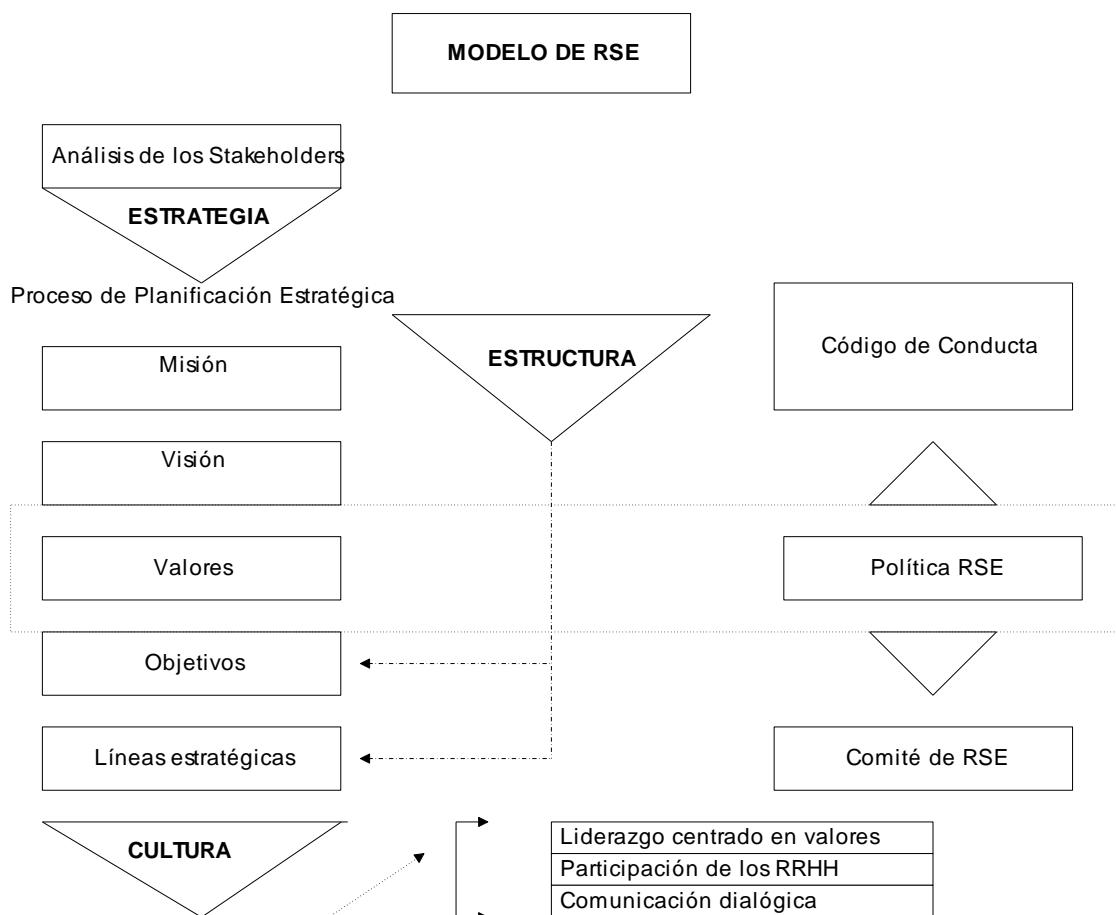 MODELO DE RSE
Análisis de los Stakeholders
ESTRATEGIA
Proceso de Planificación Estratégica
ESTRUCTURA
Código de Conducta
Misión
Visión
Valores
Política RSE
Objetivos
Líneas estratégicas
Comité de RSE
CULTURA
Liderazgo centrado en valores
Participación de los RRHH
Comunicación dialógica